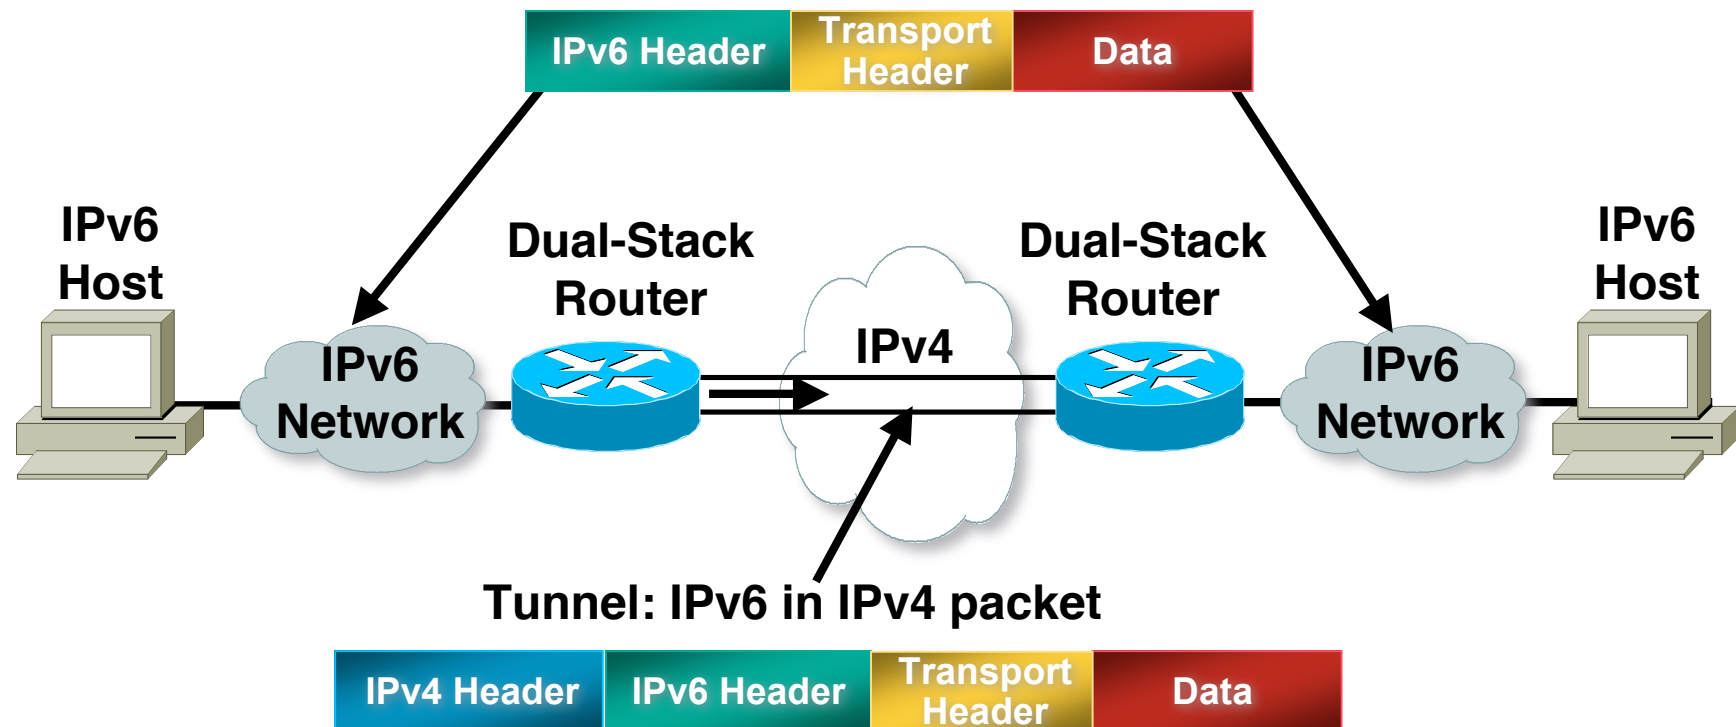 IPv6 Header
Transport
Header
Data
IPv6
Host
Dual-Stack
Router
Dual-Stack
Router
IPv6
Host
IPv4
IPv6
Network
IPv6
Network
Tunnel: IPv6 in IPv4 packet
IPv4 Header
IPv6 Header
Transport
Header
Data